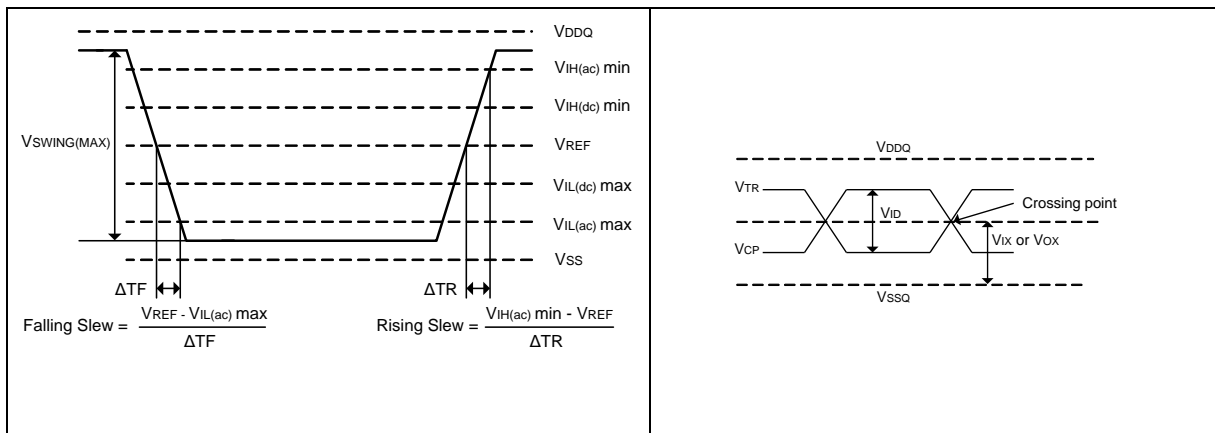 VDDQ
VIH(ac) min
VIH(dc) min
VSWING(MAX)
VREF
VIL(dc) max
VIL(ac) max
VSS
ΔTF
ΔTR
Falling Slew = VREF - VIL(ac) max
ΔTF
Rising Slew = VIH(ac) min - VREF
ΔTR
VDDQ
VTR
VID
Crossing point
VCP
VIX or VOX
VSSQ